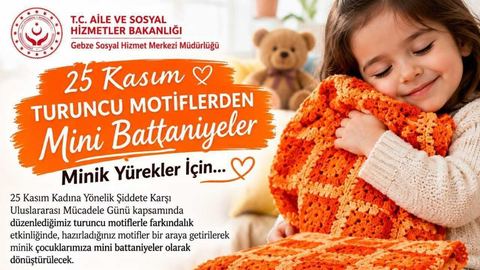 T.C. AİLE VE SOSYAL
HİZMETLER BAKANLIĞI
Gebze Sosyal Hizmet Merkezi Müdürlüğü
25 Kasım
TURUNCU MOTİFLERDEN
Mini Battaniyeler
Minik Yürekler İçin...
25 Kasım Kadına Yönelik Şiddete Karşı
Uluslararası Mücadele Günü kapsamında
düzenlediğimiz turuncu motiflerle farkındalık
etkinliğinde, hazırladığınız motifler bir araya getirilerek
minik çocuklarımıza mini battaniyeler olarak
dönüştürülecek.